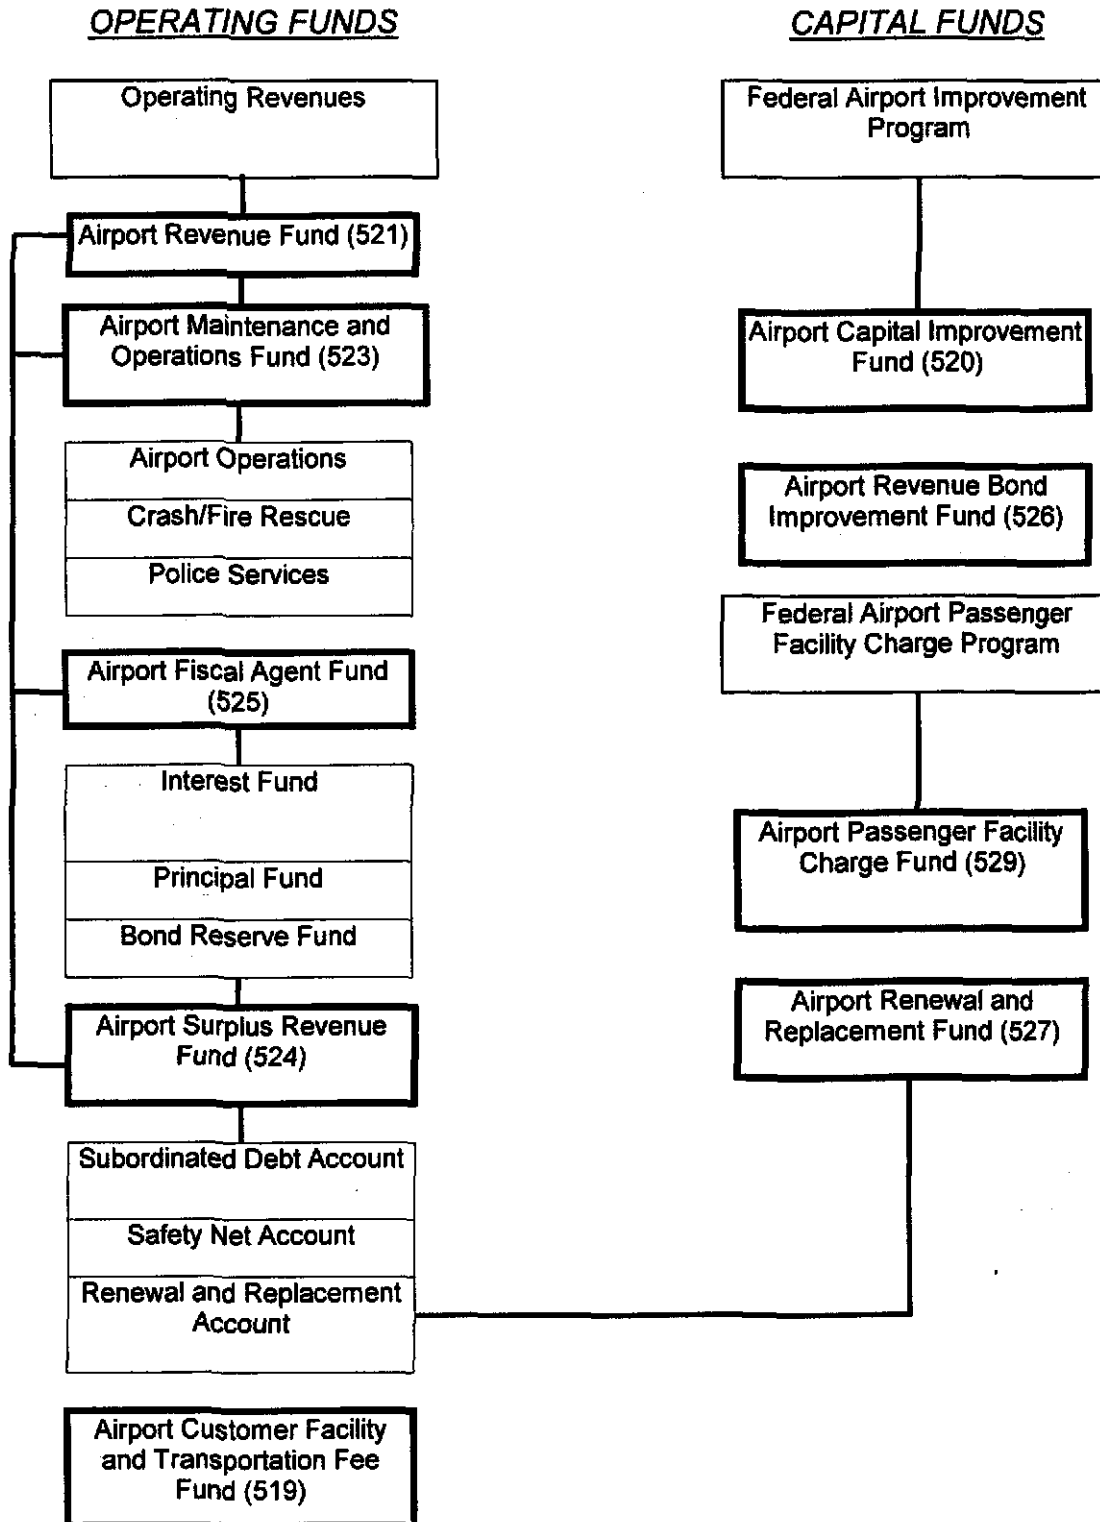 OPERATING FUNDS
Operating Revenues
Airport Revenue Fund (521)
Airport Maintenance and
Operations Fund (523)
Airport Operations
Crash/Fire Rescue
Police Services
Airport Fiscal Agent Fund
(525)
Interest Fund
Principal Fund
Bond Reserve Fund
Airport Surplus Revenue
Fund (524)
Subordinated Debt Account
Safety Net Account
Renewal and Replacement
Account
Airport Customer Facility
and Transportation Fee
Fund (519)
CAPITAL FUNDS
Federal Airport Improvement
Program
Airport Capital Improvement
Fund (520)
Airport Revenue Bond
Improvement Fund (526)
Federal Airport Passenger
Facility Charge Program
Airport Passenger Facility
Charge Fund (529)
Airport Renewal and
Replacement Fund (527)